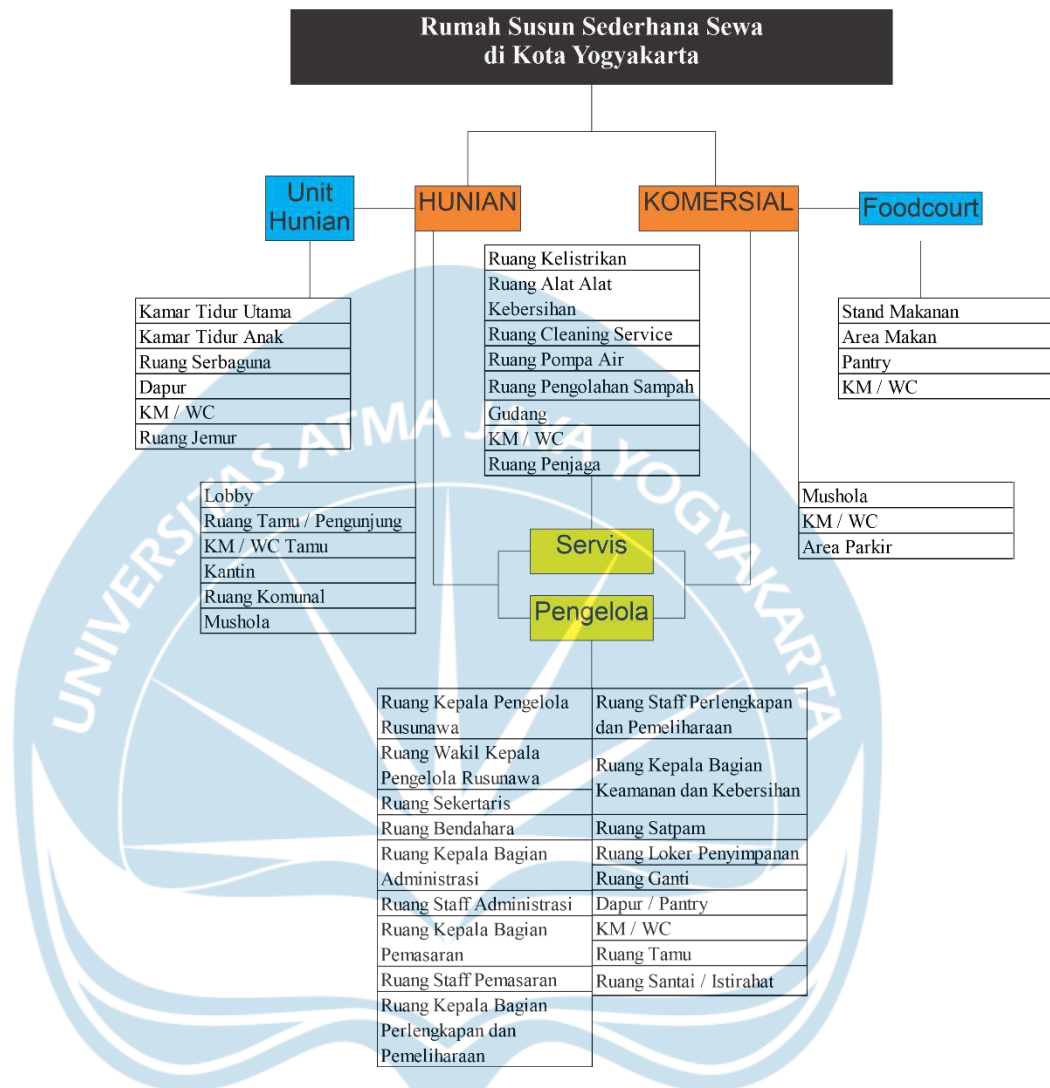 Rumah Susun Sederhana Sewa
di Kota Yogyakarta
Unit
Hunian
HUNIAN
KOMERSIAL
Foodcourt
Kamar Tidur Utama
Kamar Tidur Anak
Ruang Serbaguna
Dapur
KM / WC
Ruang Jemur
Ruang Kelistrikan
Ruang Alat Alat
Kebersihan
Ruang Cleaning Service
Ruang Pompa Air
Ruang Pengolahan Sampah
Gudang
KM / WC
Ruang Penjaga
Stand Makanan
Area Makan
Pantry
KM / WC
Lobby
Ruang Tamu / Pengunjung
KM / WC Tamu
Kantin
Ruang Komunal
Mushola
Mushola
KM / WC
Area Parkir
Servis
Pengelola
Ruang Kepala Pengelola
Rusunawa
Ruang Wakil Kepala
Pengelola Rusunawa
Ruang Sekertaris
Ruang Bendahara
Ruang Kepala Bagian
Administrasi
Ruang Staff Administrasi
Ruang Kepala Bagian
Pemasaran
Ruang Staff Pemasaran
Ruang Kepala Bagian
Perlengkapan dan
Pemeliharaan
Ruang Staff Perlengkapan
dan Pemeliharaan
Ruang Kepala Bagian
Keamanan dan Kebersihan
Ruang Satpam
Ruang Loker Penyimpanan
Ruang Ganti
Dapur / Pantry
KM / WC
Ruang Tamu
Ruang Santai / Istirahat
UNIVERSITAS ATMA JAYA YOGYAKARTA